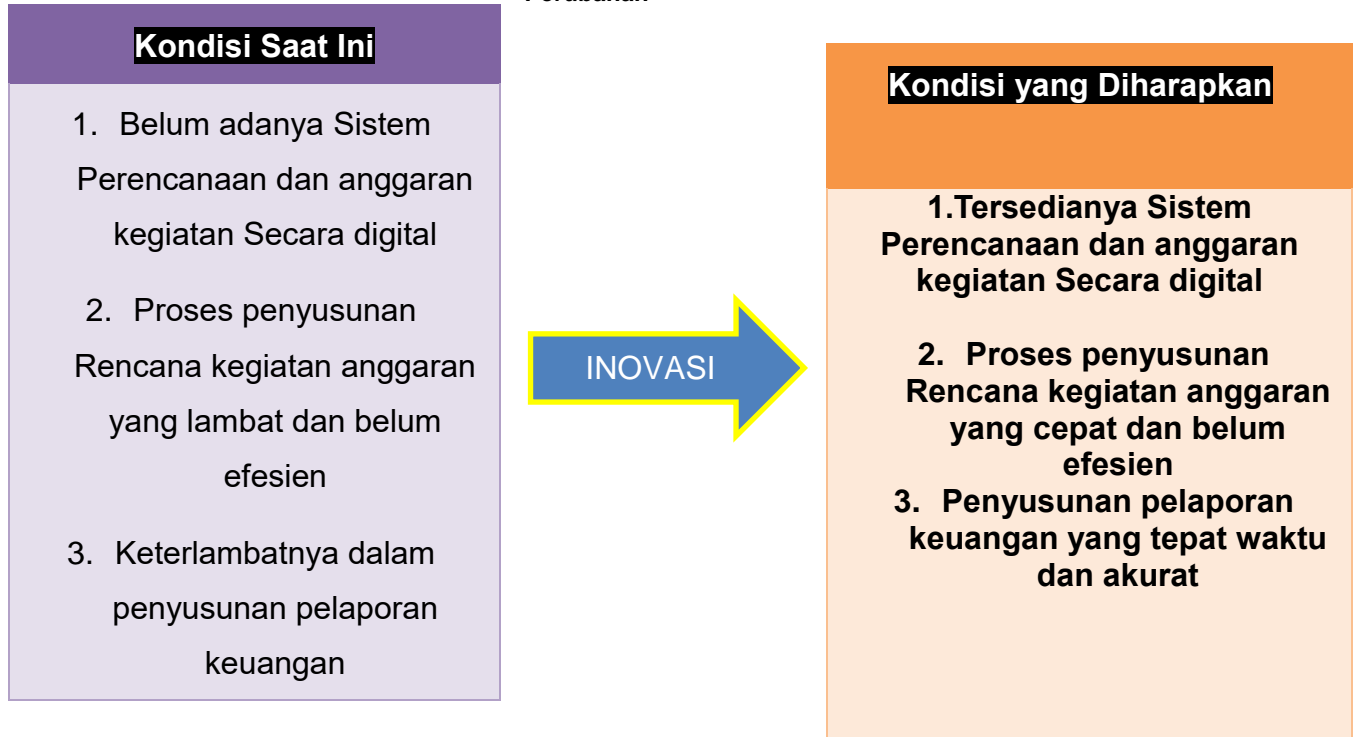 Kondisi Saat Ini
1. Belum adanya Sistem
Perencanaan dan anggaran
kegiatan Secara digital
2. Proses penyusunan
Rencana kegiatan anggaran
yang lambat dan belum
efesien
3. Keterlambatnya dalam
penyusunan pelaporan
keuangan
INOVASI
Kondisi yang Diharapkan
1.Tersedianya Sistem
Perencanaan dan anggaran
kegiatan Secara digital
2. Proses penyusunan
Rencana kegiatan anggaran
yang cepat dan belum
efesien
3. Penyusunan pelaporan
keuangan yang tepat waktu
dan akurat